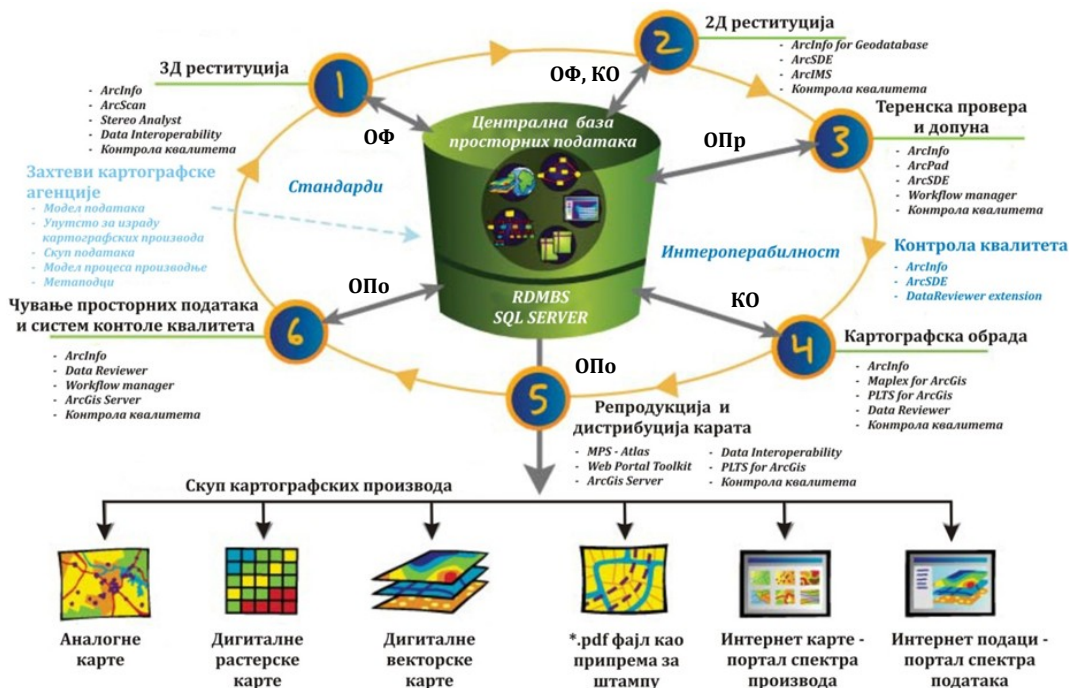 1
3Д реституција
- ArcInfo
- ArcScan
- Stereo Analyst
- Data Interoperability
- Контрола квалитета
2
2Д реституција
- ArcInfo for Geodatabase
- ArcSDE
- ArcIMS
- Контрола квалитета
3
Теренска провера
и допуна
- ArcInfo
- ArcPad
- ArcSDE
- Workflow manager
- Контрола квалитета
ОФ
ОФ, КО
ОПр
Централна база
просторних података
Стандарди
Интероперабилност
RDMBS
SQL SERVER
Захтеви картографске
агенције
- Модел података
- Упутсто за израду
картографских производа
- Скуп података
- Модел процеса производње
- Метаподци
Контрола квалитета
- ArcInfo
- ArcSDE
- DataReviewer extension
КО
4
Картографска обрада
- ArcInfo
- Maplex for ArcGis
- PLTS for ArcGis
- Data Reviewer
- Контрола квалитета
ОПо
6
Чување просторних података
и систем контоле квалитета
- ArcInfo
- Data Reviewer
- Workflow manager
- ArcGis Server
- Контрола квалитета
ОПо
5
Репродукција и
дистрибуција карата
- MPS - Atlas
- Web Portal Toolkit
- ArcGis Server
- Data Interoperability
- PLTS for ArcGis
- Контрола квалитета
Скуп картографских производа
Аналогне
карте
Дигиталне
растерске
карте
Дигиталне
векторске
карте
*.pdf фајл као
припрема за
штампу
Интернет карте -
портал спектра
производа
Интернет подаци -
портал спектра
података